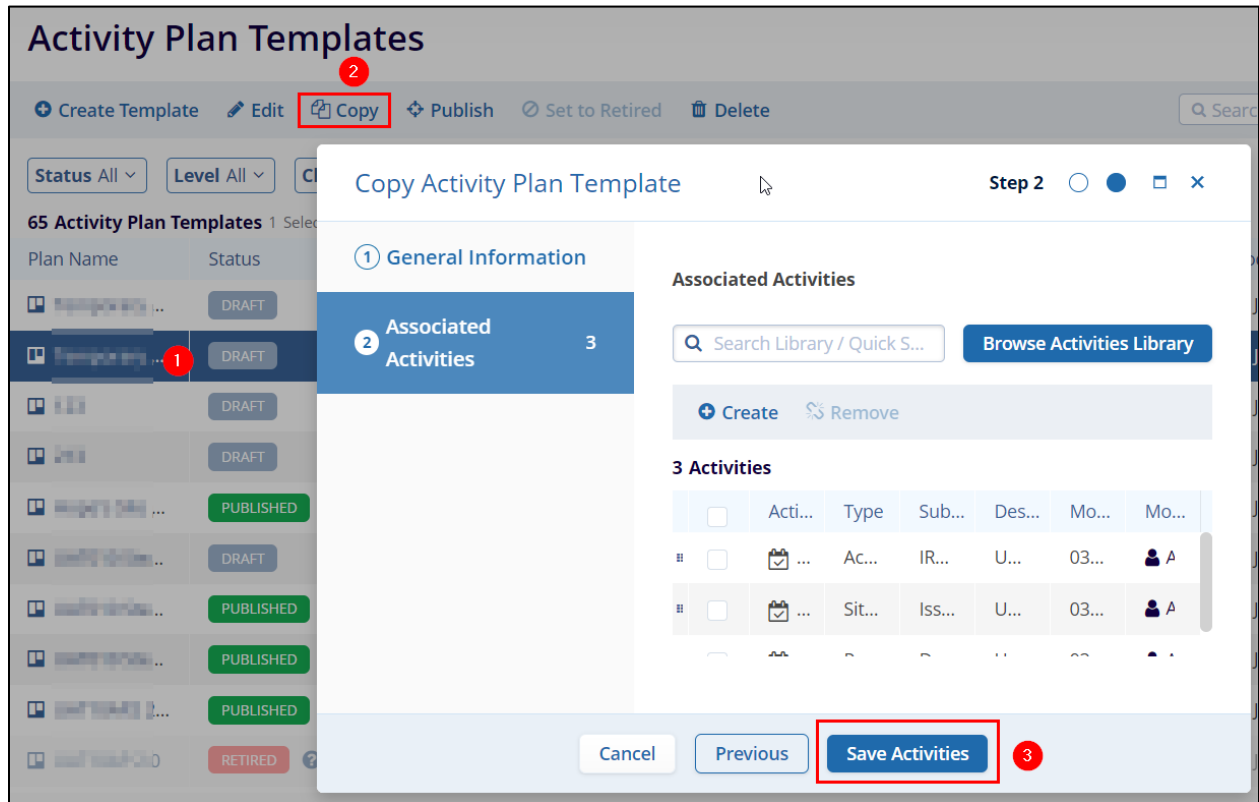 Activity Plan Templates
2
Create Template Edit Copy Publish Set to Retired Delete Searc
Status All Level All Cl
65 Activity Plan Templates 1 Selec
Plan Name Status
DRAFT
1 DRAFT
DRAFT
DRAFT
PUBLISHED
DRAFT
PUBLISHED
PUBLISHED
PUBLISHED
RETIRED
Copy Activity Plan Template Step 2
1 General Information
2 Associated Activities 3
Associated Activities
Search Library / Quick S... Browse Activities Library
Create Remove
3 Activities
Acti... Type Sub... Des... Mo... Mo...
... Ac... IR... U... 03... A
... Sit... Iss... U... 03... A
Cancel Previous Save Activities 3